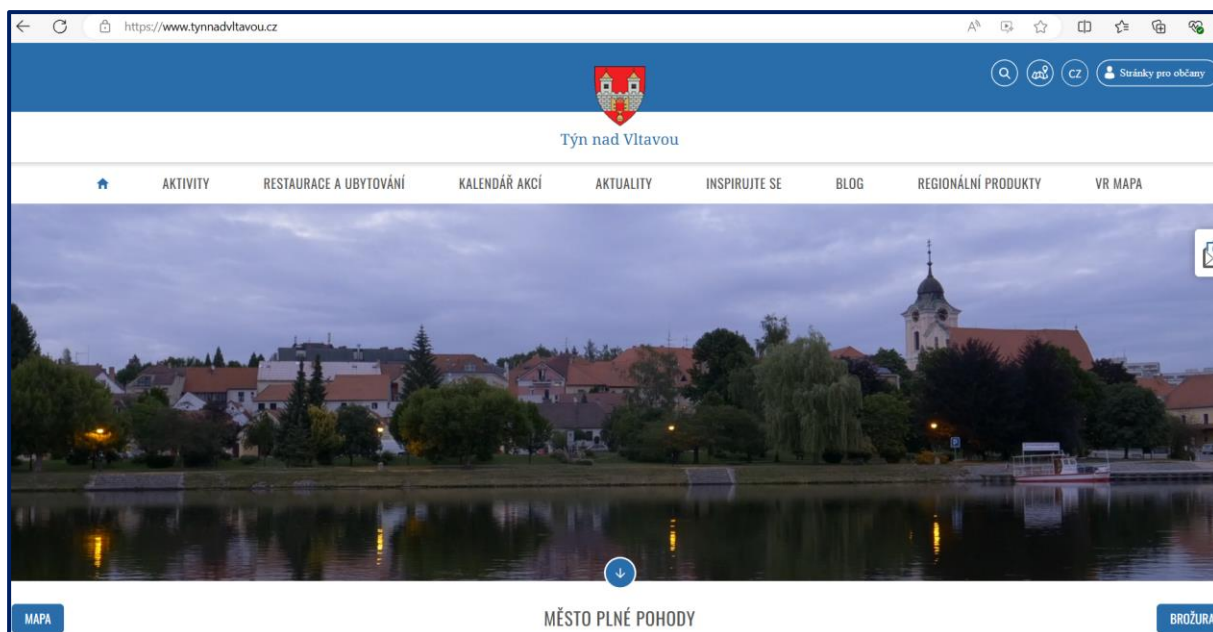 https://www.tynnadvltavou.cz
CZ
Stránky pro občany
Týn nad Vltavou
AKTIVITY RESTAURACE A UBYTOVÁNÍ KALENDÁŘ AKCÍ AKTUALITY INSPIRUJTE SE BLOG REGIONÁLNÍ PRODUKTY VR MAPA
P
MAPA MĚSTO PLNÉ POHODY BROŽURA